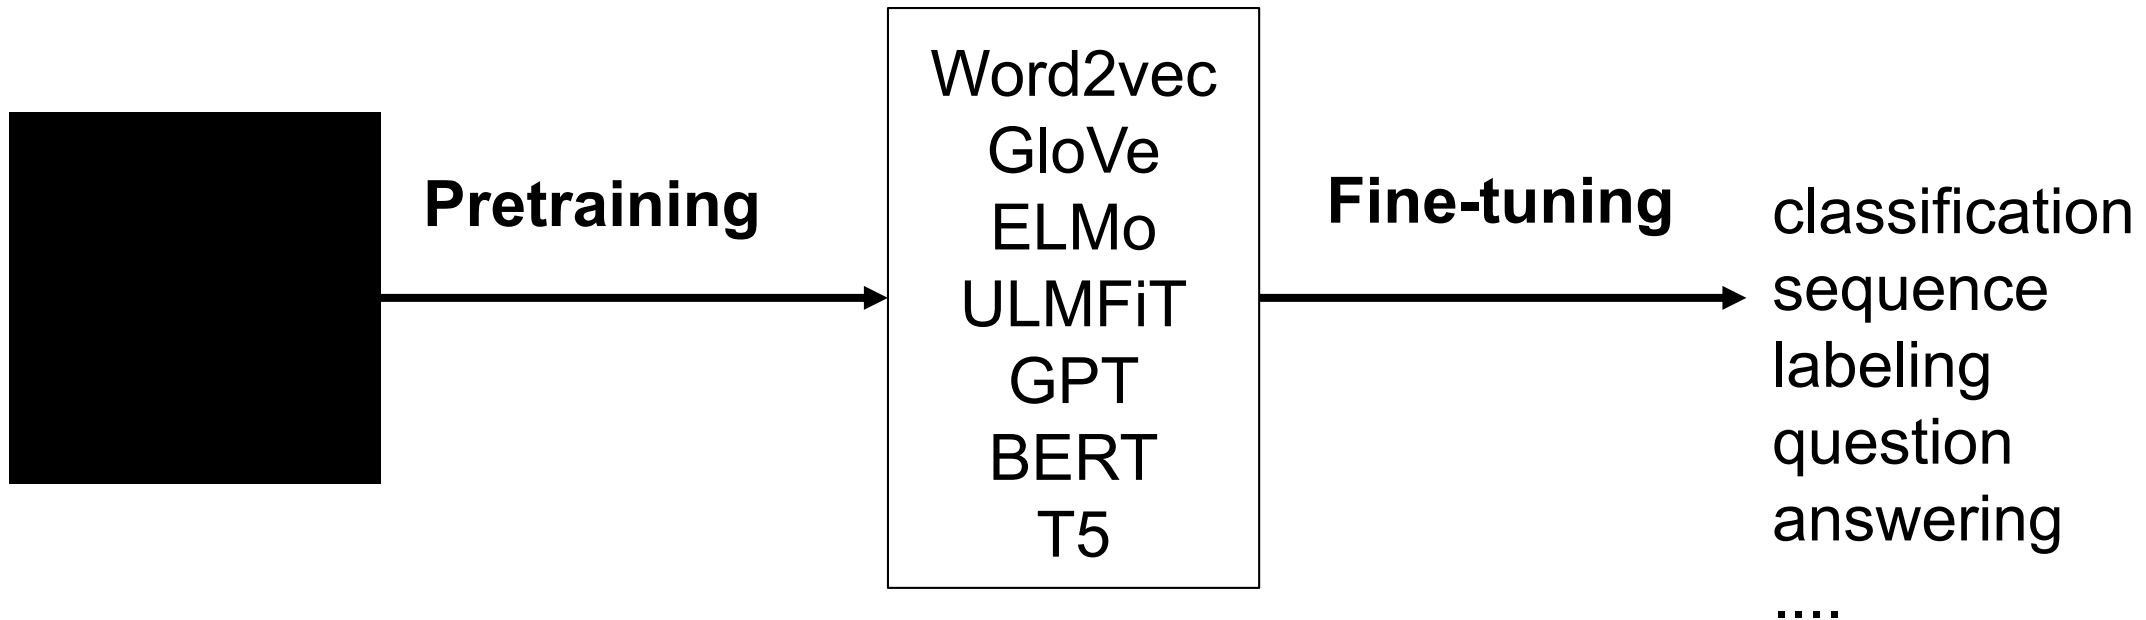 Pretraining
Word2vec
GloVe
ELMo
ULMFiT
GPT
BERT
T5
Fine-tuning
classification
sequence
labeling
question
answering
....